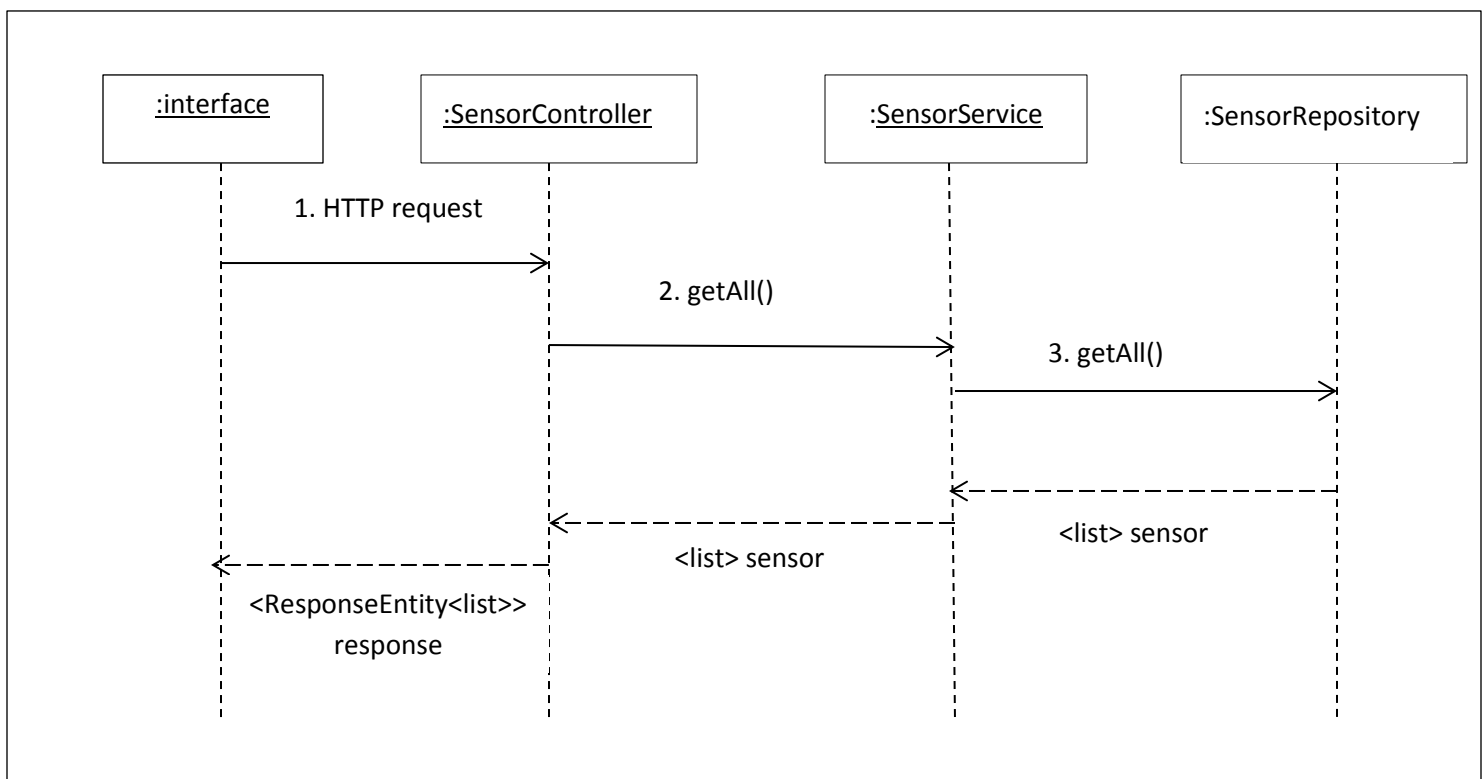 :interface
:SensorController
:SensorService
:SensorRepository
1. HTTP request
2. getAll()
3. getAll()
<list> sensor
<list> sensor
<ResponseEntity<list>>
response